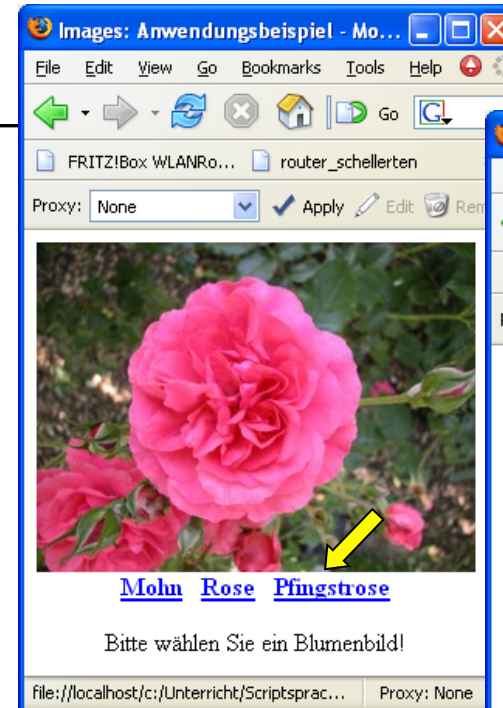 Images: Anwendungsbeispiel - Mo...
File Edit View Go Bookmarks Tools Help
Go G
FRITZ!Box WLANRo... router_schellerten
Proxy: None Apply Edit Rem
Mohn Rose Pfingstrose
Bitte wählen Sie ein Blumenbild!
file://localhost/c:/Unterricht/Scriptsprac... Proxy: None